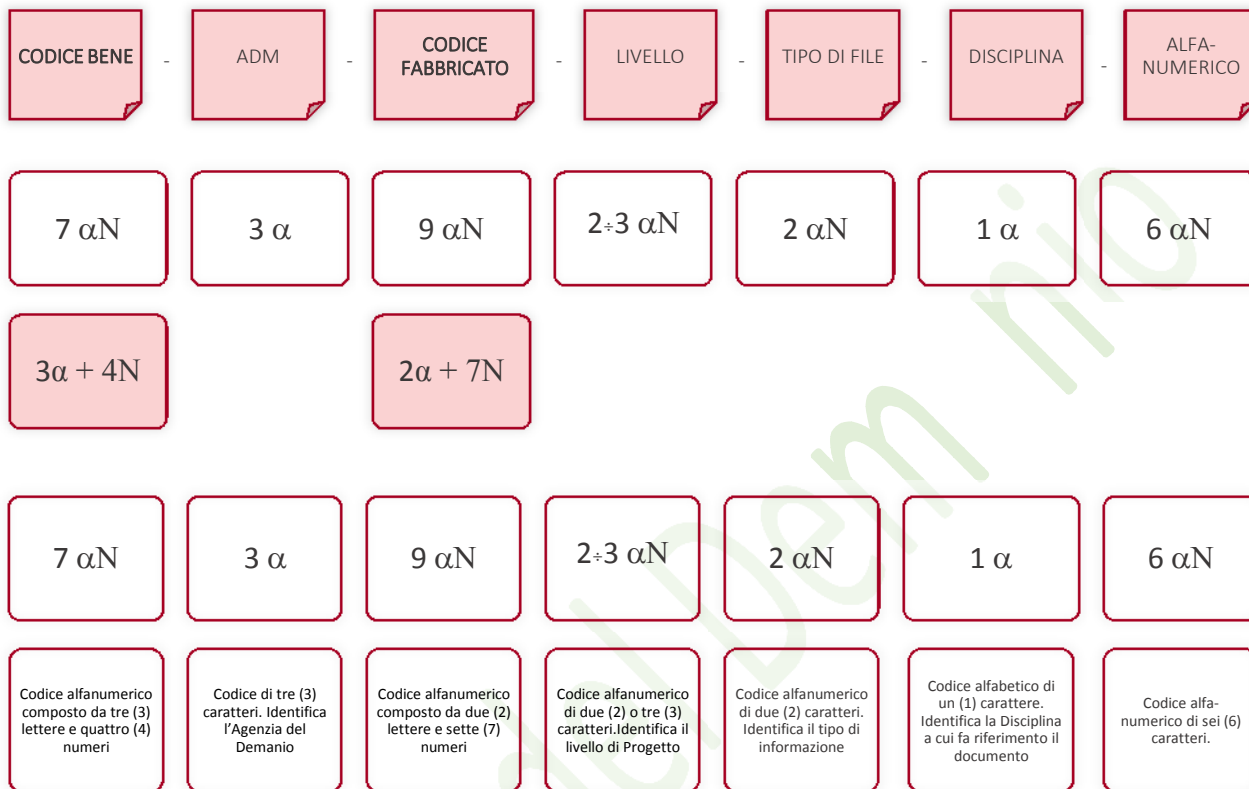 CODICE BENE - ADM - CODICE FABBRICATO - LIVELLO - TIPO DI FILE - DISCIPLINA - ALFA-NUMERICO
7 αN
3 α
9 αN
2÷3 αN
2 αN
1 α
6 αN
3α + 4N
2α + 7N
7 αN
3 α
9 αN
2÷3 αN
2 αN
1 α
6 αN
Codice alfanumerico
composto da tre (3)
lettere e quattro (4)
numeri
Codice di tre (3)
caratteri. Identifica
l'Agenzia del
Demanio
Codice alfanumerico
composto da due (2)
lettere e sette (7)
numeri
Codice alfanumerico
di due (2) o tre (3)
caratteri.Identifica il
livello di Progetto
Codice alfanumerico
di due (2) caratteri.
Identifica il tipo di
informazione
Codice alfabetico di
un (1) carattere.
Identifica la Disciplina
a cui fa riferimento il
documento
Codice alfa-
numerico di sei (6)
caratteri.
del Dem nio